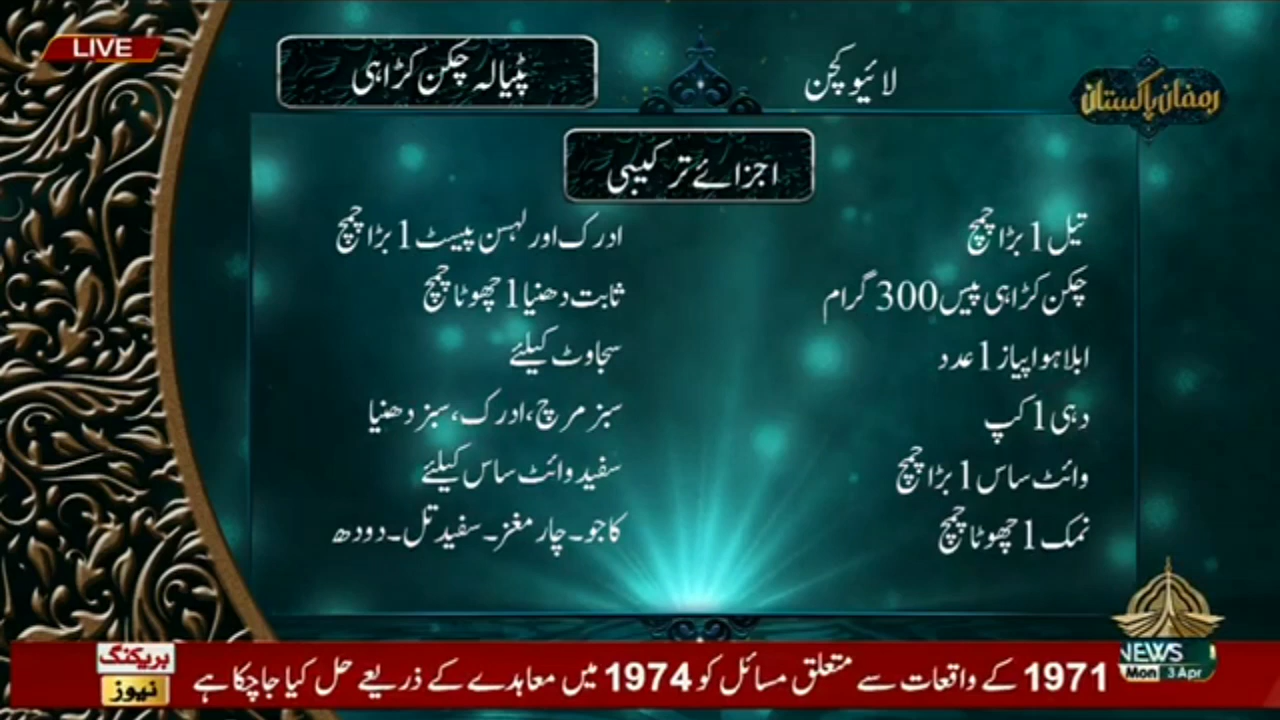 LIVE
لائیو کچن
پٹیالہ چکن کڑاہی
رمضان پاکستان
اجزائے ترکیبی
تیل 1 بڑا چمچ
چکن کڑاہی پیس 300 گرام
ابلا ہوا پیاز 1 عدد
دہی 1 کپ
وائٹ ساس 1 بڑا چمچ
نمک 1 چھوٹا چمچ
ادرک اور لہسن پیسٹ 1 بڑا چمچ
ثابت دھنیا 1 چھوٹا چمچ
سجاوٹ کیلئے
سبز مرچ، ادرک، سبز دھنیا
سفید وائٹ ساس کیلئے
کاجو۔ چار مغز۔ سفید تل۔ دودھ
NEWS
Mon 3 Apr
بریکنگ
نیوز
1971 کے واقعات سے متعلق مسائل کو 1974 میں معاہدے کے ذریعے حل کیا جاچکا ہے